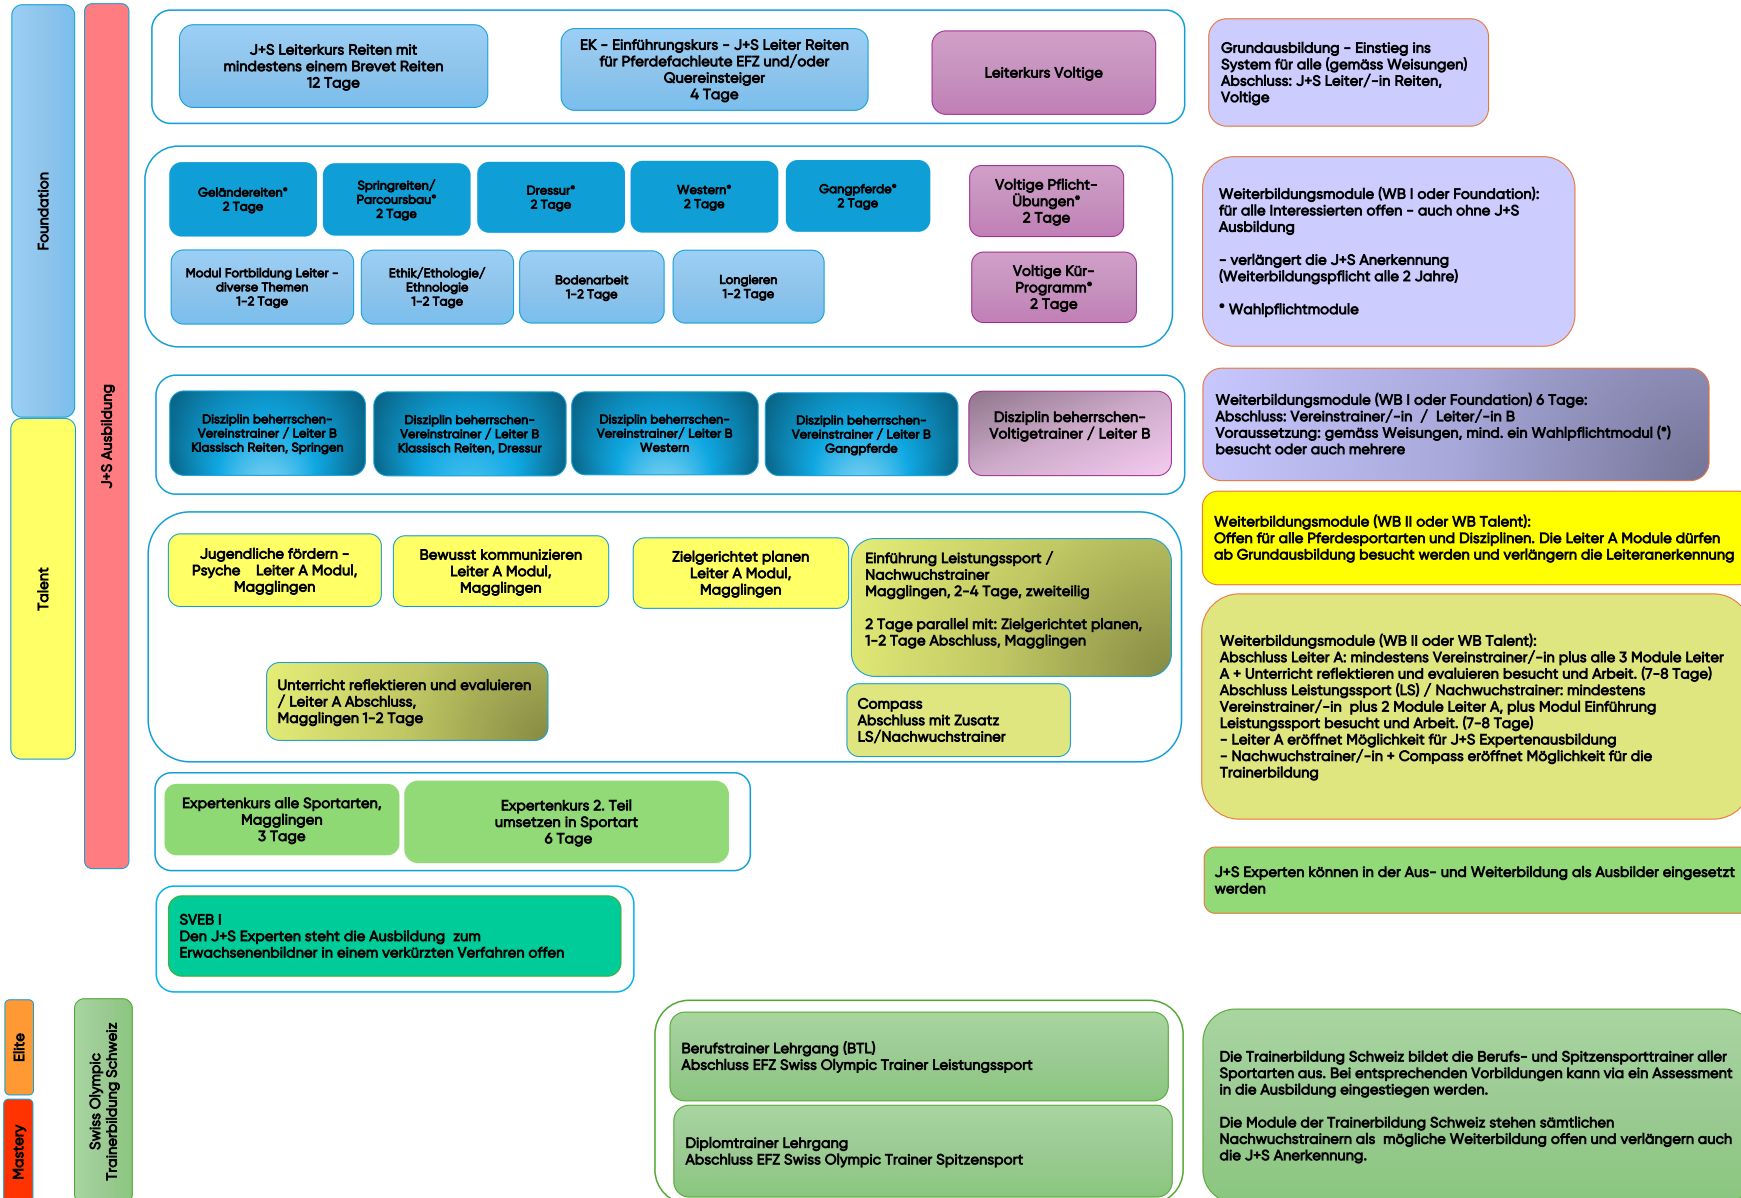 Foundation
Talent
J+S Ausbildung
J+S Leiterkurs Reiten mit
mindestens einem Brevet Reiten
12 Tage
EK - Einführungskurs - J+S Leiter Reiten
für Pferdefachleute EFZ und/oder
Quereinsteiger
4 Tage
Leiterkurs Voltige
Grundausbildung - Einstieg ins
System für alle (gemäss Weisungen)
Abschluss: J+S Leiter/-in Reiten,
Voltige
Geländereiten*
2 Tage
Springreiten/
Parcoursbau*
2 Tage
Dressur*
2 Tage
Western*
2 Tage
Gangpferde*
2 Tage
Voltige Pflicht-
Übungen*
2 Tage
Modul Fortbildung Leiter -
diverse Themen
1-2 Tage
Ethik/Ethologie/
Ethnologie
1-2 Tage
Bodenarbeit
1-2 Tage
Longieren
1-2 Tage
Voltige Kür-
Programm*
2 Tage
Weiterbildungsmodule (WB I oder Foundation):
für alle Interessierten offen - auch ohne J+S
Ausbildung
- verlängert die J+S Anerkennung
(Weiterbildungspflicht alle 2 Jahre)
* Wahlpflichtmodule
Disziplin beherrschen-
Vereinstrainer / Leiter B
Klassisch Reiten, Springen
Disziplin beherrschen-
Vereinstrainer / Leiter B
Klassisch Reiten, Dressur
Disziplin beherrschen-
Vereinstrainer/ Leiter B
Western
Disziplin beherrschen-
Vereinstrainer / Leiter B
Gangpferde
Disziplin beherrschen-
Voltigetrainer / Leiter B
Weiterbildungsmodule (WB I oder Foundation) 6 Tage:
Abschluss: Vereinstrainer/-in / Leiter/-in B
Voraussetzung: gemäss Weisungen, mind. ein Wahlpflichtmodul (*)
besucht oder auch mehrere
Weiterbildungsmodule (WB II oder WB Talent):
Offen für alle Pferdesportarten und Disziplinen. Die Leiter A Module dürfen
ab Grundausbildung besucht werden und verlängern die Leiteranerkennung
Jugendliche fördern -
Psyche Leiter A Modul,
Magglingen
Bewusst kommunizieren
Leiter A Modul,
Magglingen
Zielgerichtet planen
Leiter A Modul,
Magglingen
Einführung Leistungssport /
Nachwuchstrainer
Magglingen, 2-4 Tage, zweiteilig
2 Tage parallel mit: Zielgerichtet planen,
1-2 Tage Abschluss, Magglingen
Unterricht reflektieren und evaluieren
/ Leiter A Abschluss,
Magglingen 1-2 Tage
Compass
Abschluss mit Zusatz
LS/Nachwuchstrainer
Weiterbildungsmodule (WB II oder WB Talent):
Abschluss Leiter A: mindestens Vereinstrainer/-in plus alle 3 Module Leiter
A + Unterricht reflektieren und evaluieren besucht und Arbeit. (7-8 Tage)
Abschluss Leistungssport (LS) / Nachwuchstrainer: mindestens
Vereinstrainer/-in plus 2 Module Leiter A, plus Modul Einführung
Leistungssport besucht und Arbeit. (7-8 Tage)
- Leiter A eröffnet Möglichkeit für J+S Expertenausbildung
- Nachwuchstrainer/-in + Compass eröffnet Möglichkeit für die
Trainerbildung
Expertenkurs alle Sportarten,
Magglingen
3 Tage
Expertenkurs 2. Teil
umsetzen in Sportart
6 Tage
J+S Experten können in der Aus- und Weiterbildung als Ausbilder eingesetzt
werden
SVEB I
Den J+S Experten steht die Ausbildung zum
Erwachsenenbildner in einem verkürzten Verfahren offen
Elite
Mastery
Swiss Olympic
Trainerbildung Schweiz
Berufstrainer Lehrgang (BTL)
Abschluss EFZ Swiss Olympic Trainer Leistungssport
Diplomtrainer Lehrgang
Abschluss EFZ Swiss Olympic Trainer Spitzensport
Die Trainerbildung Schweiz bildet die Berufs- und Spitzensporttrainer aller
Sportarten aus. Bei entsprechenden Vorbildungen kann via ein Assessment
in die Ausbildung eingestiegen werden.
Die Module der Trainerbildung Schweiz stehen sämtlichen
Nachwuchstrainern als mögliche Weiterbildung offen und verlängern auch
die J+S Anerkennung.